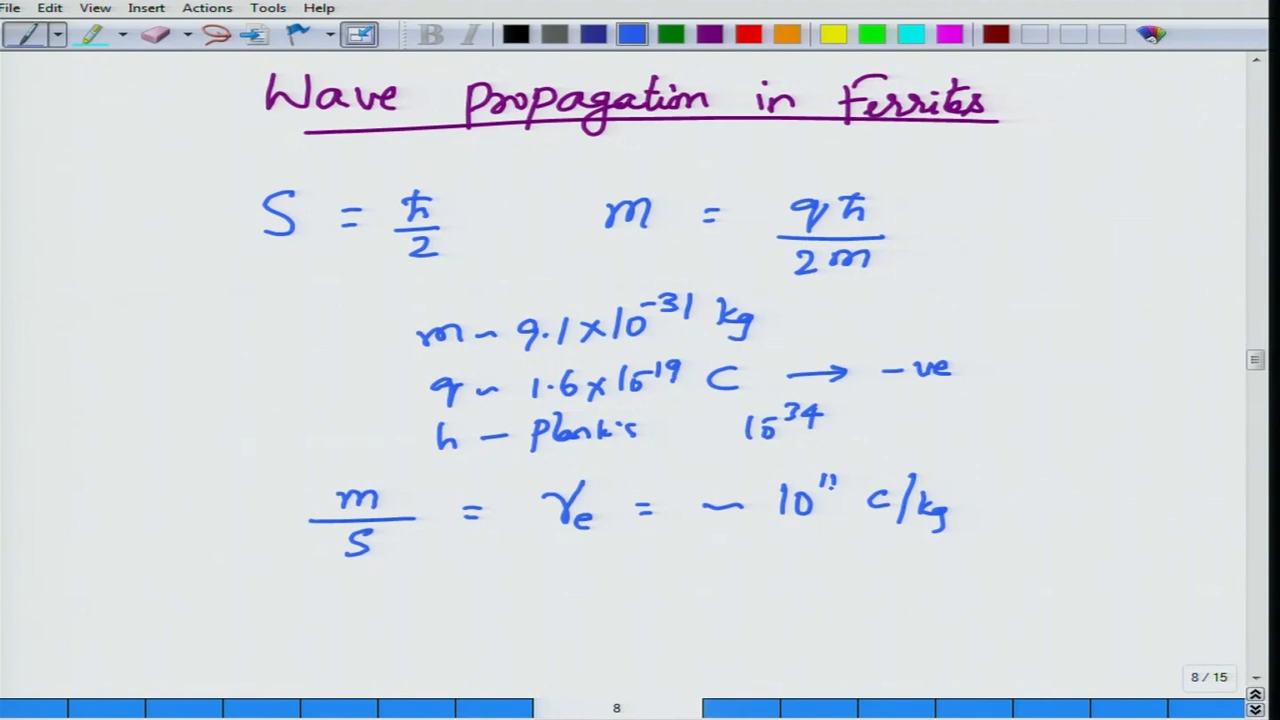 File Edit View Insert Actions Tools Help
Wave Propagation in Ferrites
S = ℏ/2 m = qℏ/2m
m ~ 9.1×10^-31 kg
q ~ 1.6×10^-19 C → -ve
h – Plank's 10^-34
m/S = γe = ~ 10^11 C/kg
8 / 15
8